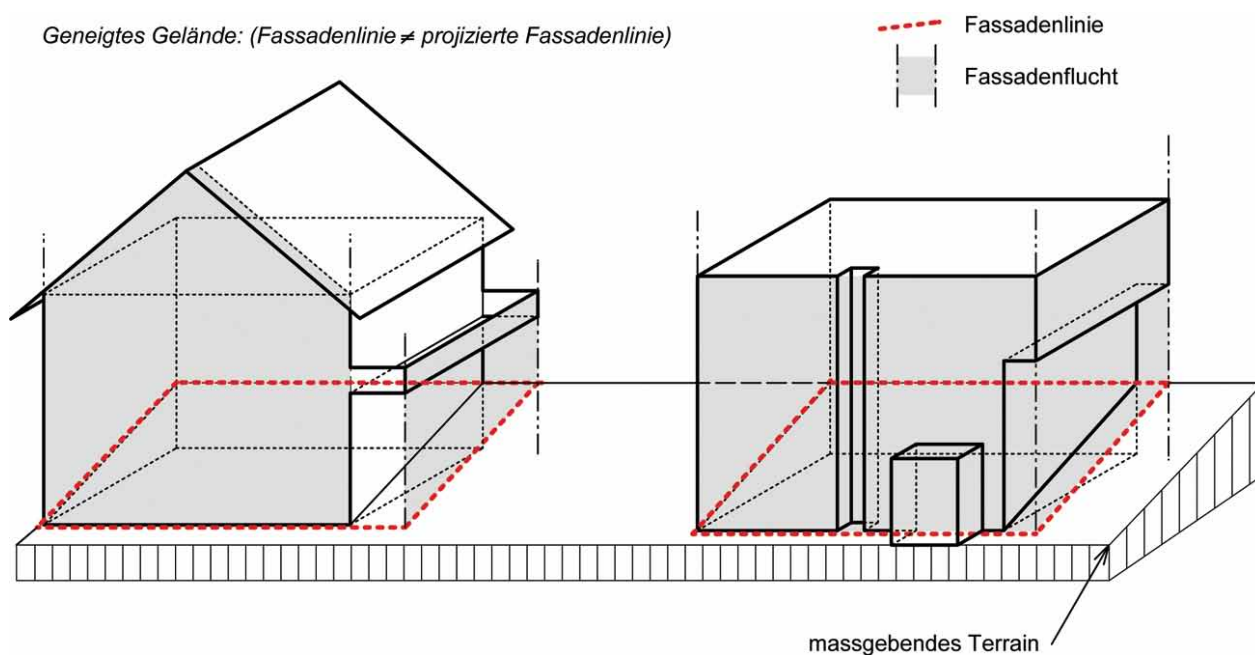 Geneigtes Gelände: (Fassadenlinie ≠ projizierte Fassadenlinie)
Fassadenlinie
Fassadenflucht
massgebendes Terrain